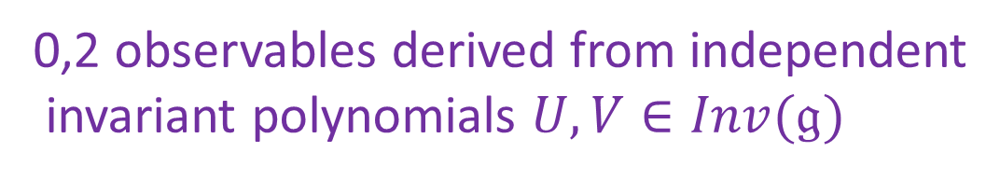 0,2 observables derived from independent
invariant polynomials 𝑈, 𝑉 ∈ 𝐼𝑛𝑣(𝔤)